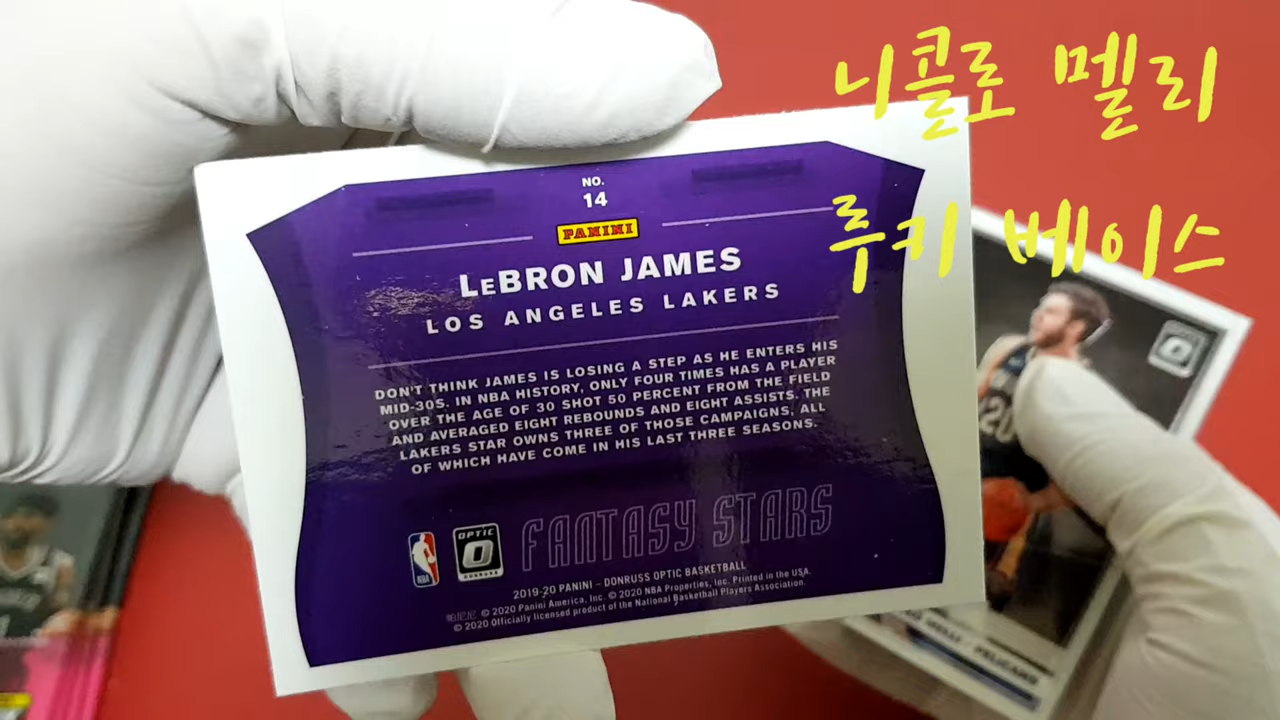 니콜로 멜리
루키 베이스
NO.
14
PANINI
LeBRON JAMES
LOS ANGELES LAKERS
DON'T THINK JAMES IS LOSING A STEP AS HE ENTERS HIS
MID-30S. IN NBA HISTORY, ONLY FOUR TIMES HAS A PLAYER
OVER THE AGE OF 30 SHOT 50 PERCENT FROM THE FIELD
AND AVERAGED EIGHT REBOUNDS AND EIGHT ASSISTS. THE
LAKERS STAR OWNS THREE OF THOSE CAMPAIGNS, ALL
OF WHICH HAVE COME IN HIS LAST THREE SEASONS.
NBA
OPTIC
DONRUSS
FANTASY STARS
2019-20 PANINI – DONRUSS OPTIC BASKETBALL
© 2020 Panini America, Inc. © 2020 NBA Properties, Inc. Printed in the USA.
© 2020 Officially licensed product of the National Basketball Players Association.
20
MELLI - PELICANS